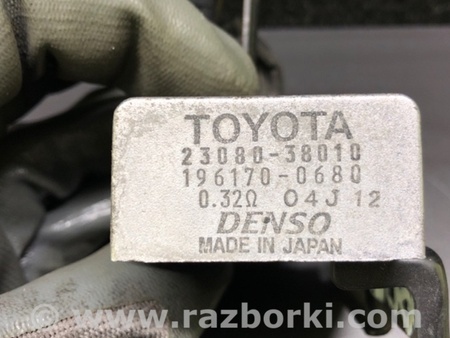 TOYOTA
23080-38010
196170-0680
0.32Ω 04J 12
DENSO
MADE IN JAPAN
© www.razborki.com